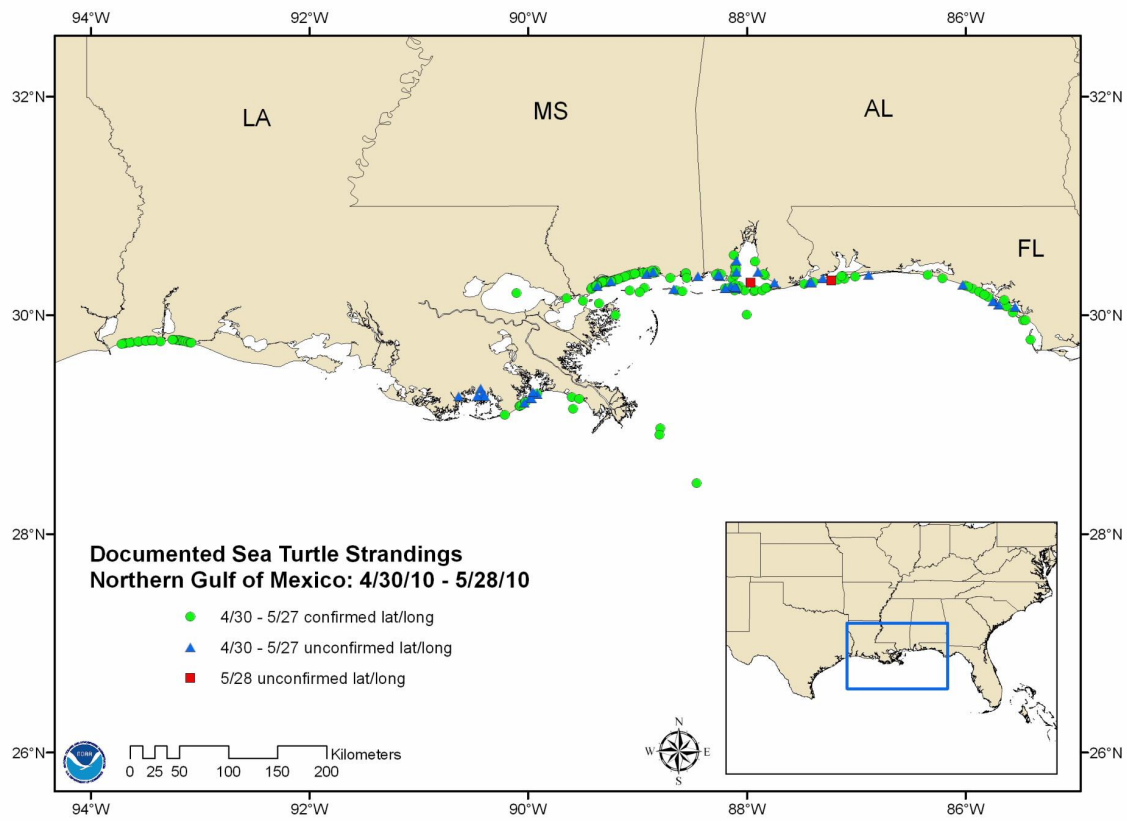 94°W 92°W 90°W 88°W 86°W
32°N 32°N
LA MS AL
FL
30°N 30°N
28°N 28°N
Documented Sea Turtle Strandings
Northern Gulf of Mexico: 4/30/10 - 5/28/10
4/30 - 5/27 confirmed lat/long
4/30 - 5/27 unconfirmed lat/long
5/28 unconfirmed lat/long
N
W E
S
Kilometers
0 25 50 100 150 200
26°N 26°N
94°W 92°W 90°W 88°W 86°W